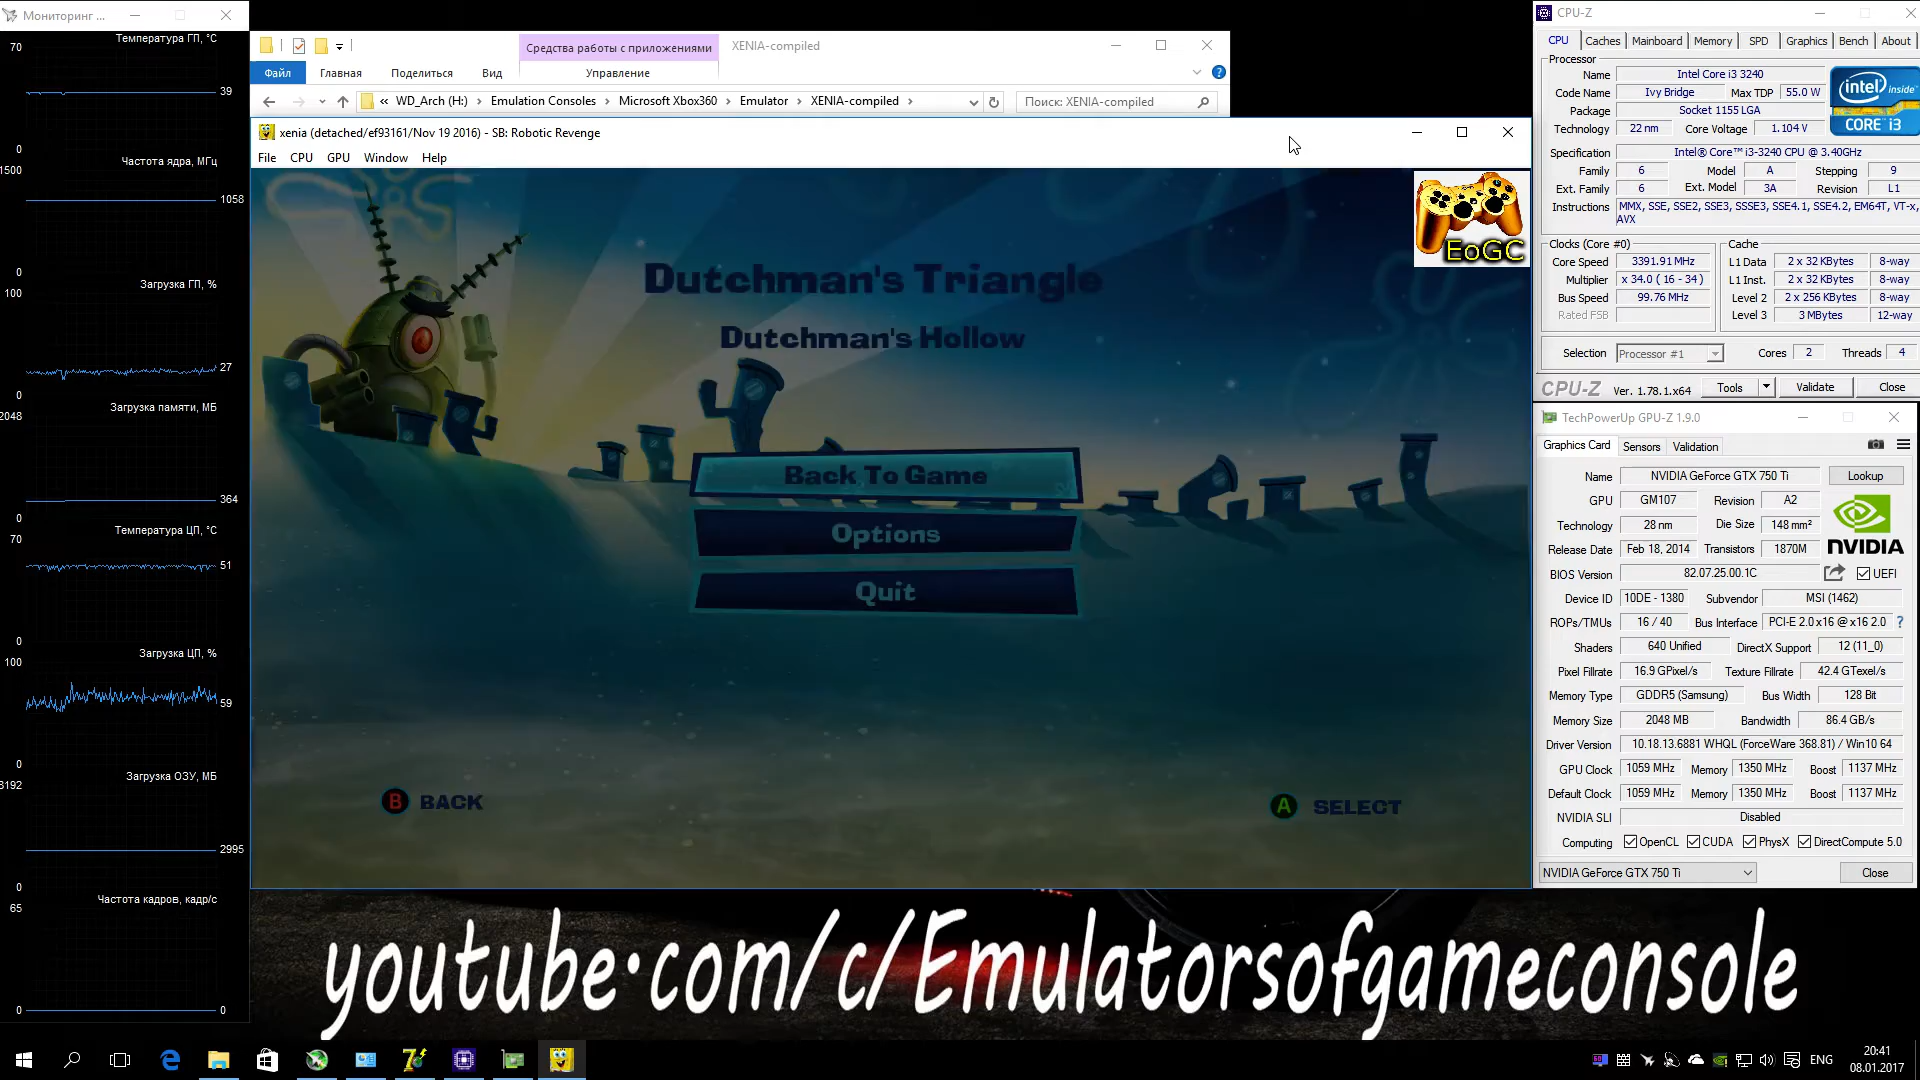 Мониторинг ...
Температура ГП, °C
70
39
0
Частота ядра, МГц
1500
1058
0
Загрузка ГП, %
100
27
0
Загрузка памяти, МБ
2048
364
0
Температура ЦП, °C
70
51
0
Загрузка ЦП, %
100
59
0
Загрузка ОЗУ, МБ
2995
0
Частота кадров, кадр/с
65
0 0
Средства работы с приложениями XENIA-compiled
Файл Главная Поделиться Вид Управление
« WD_Arch (H:) › Emulation Consoles › Microsoft Xbox360 › Emulator › XENIA-compiled ›
Поиск: XENIA-compiled
xenia (detached/ef93161/Nov 19 2016) - SB: Robotic Revenge
File CPU GPU Window Help
EoGC
Dutchman's Triangle
Dutchman's Hollow
Back To Game
Options
Quit
B BACK
A SELECT
youtube.com/c/Emulatorsofgameconsole
CPU-Z
CPU Caches Mainboard Memory SPD Graphics Bench About
Processor
Name Intel Core i3 3240
Code Name Ivy Bridge Max TDP 55.0 W
Package Socket 1155 LGA
Technology 22 nm Core Voltage 1.104 V
intel inside™
CORE i3
Specification Intel® Core™ i3-3240 CPU @ 3.40GHz
Family 6 Model A Stepping 9
Ext. Family 6 Ext. Model 3A Revision L1
Instructions MMX, SSE, SSE2, SSE3, SSSE3, SSE4.1, SSE4.2, EM64T, VT-x,
AVX
Clocks (Core #0)
Core Speed 3391.91 MHz
Multiplier x 34.0 ( 16 - 34 )
Bus Speed 99.76 MHz
Rated FSB
Cache
L1 Data 2 x 32 KBytes 8-way
L1 Inst. 2 x 32 KBytes 8-way
Level 2 2 x 256 KBytes 8-way
Level 3 3 MBytes 12-way
Selection Processor #1 Cores 2 Threads 4
CPU-Z Ver. 1.78.1.x64 Tools Validate Close
TechPowerUp GPU-Z 1.9.0
Graphics Card Sensors Validation
Name NVIDIA GeForce GTX 750 Ti Lookup
GPU GM107 Revision A2
Technology 28 nm Die Size 148 mm²
Release Date Feb 18, 2014 Transistors 1870M
NVIDIA
BIOS Version 82.07.25.00.1C UEFI
Device ID 10DE - 1380 Subvendor MSI (1462)
ROPs/TMUs 16 / 40 Bus Interface PCI-E 2.0 x16 @ x16 2.0 ?
Shaders 640 Unified DirectX Support 12 (11_0)
Pixel Fillrate 16.9 GPixel/s Texture Fillrate 42.4 GTexel/s
Memory Type GDDR5 (Samsung) Bus Width 128 Bit
Memory Size 2048 MB Bandwidth 86.4 GB/s
Driver Version 10.18.13.6881 WHQL (ForceWare 368.81) / Win10 64
GPU Clock 1059 MHz Memory 1350 MHz Boost 1137 MHz
Default Clock 1059 MHz Memory 1350 MHz Boost 1137 MHz
NVIDIA SLI Disabled
Computing OpenCL CUDA PhysX DirectCompute 5.0
NVIDIA GeForce GTX 750 Ti Close
ENG
20:41
08.01.2017